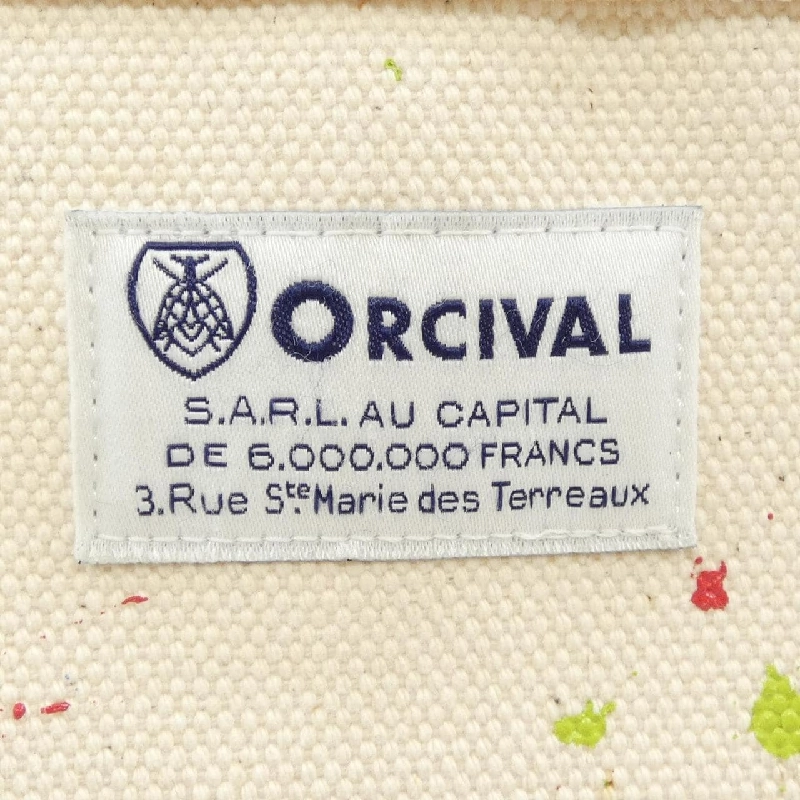 ORCIVAL
S.A.R.L. AU CAPITAL
DE 6.000.000 FRANCS
3.Rue Ste. Marie des Terreaux